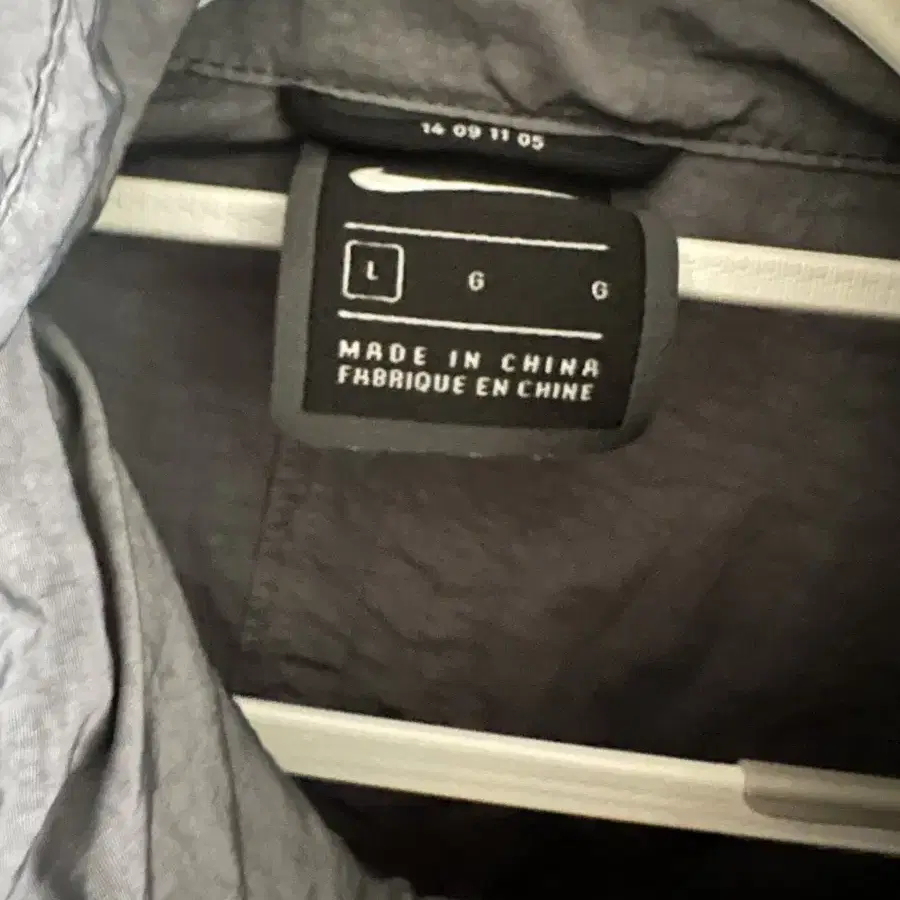 14 09 11 05
L G G
MADE IN CHINA
FABRIQUE EN CHINE